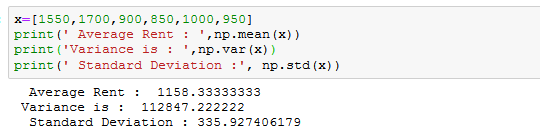 x=[1550,1700,900,850,1000,950]
print(' Average Rent : ',np.mean(x))
print('Variance is : ',np.var(x))
print(' Standard Deviation :', np.std(x))
Average Rent :  1158.33333333
Variance is :  112847.222222
Standard Deviation : 335.927406179